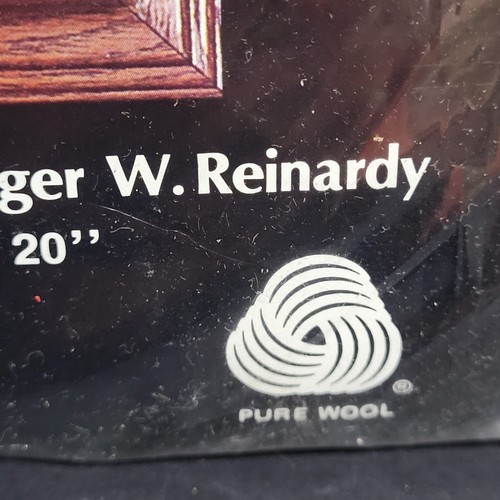 ger W. Reinardy
20’’
®
PURE WOOL